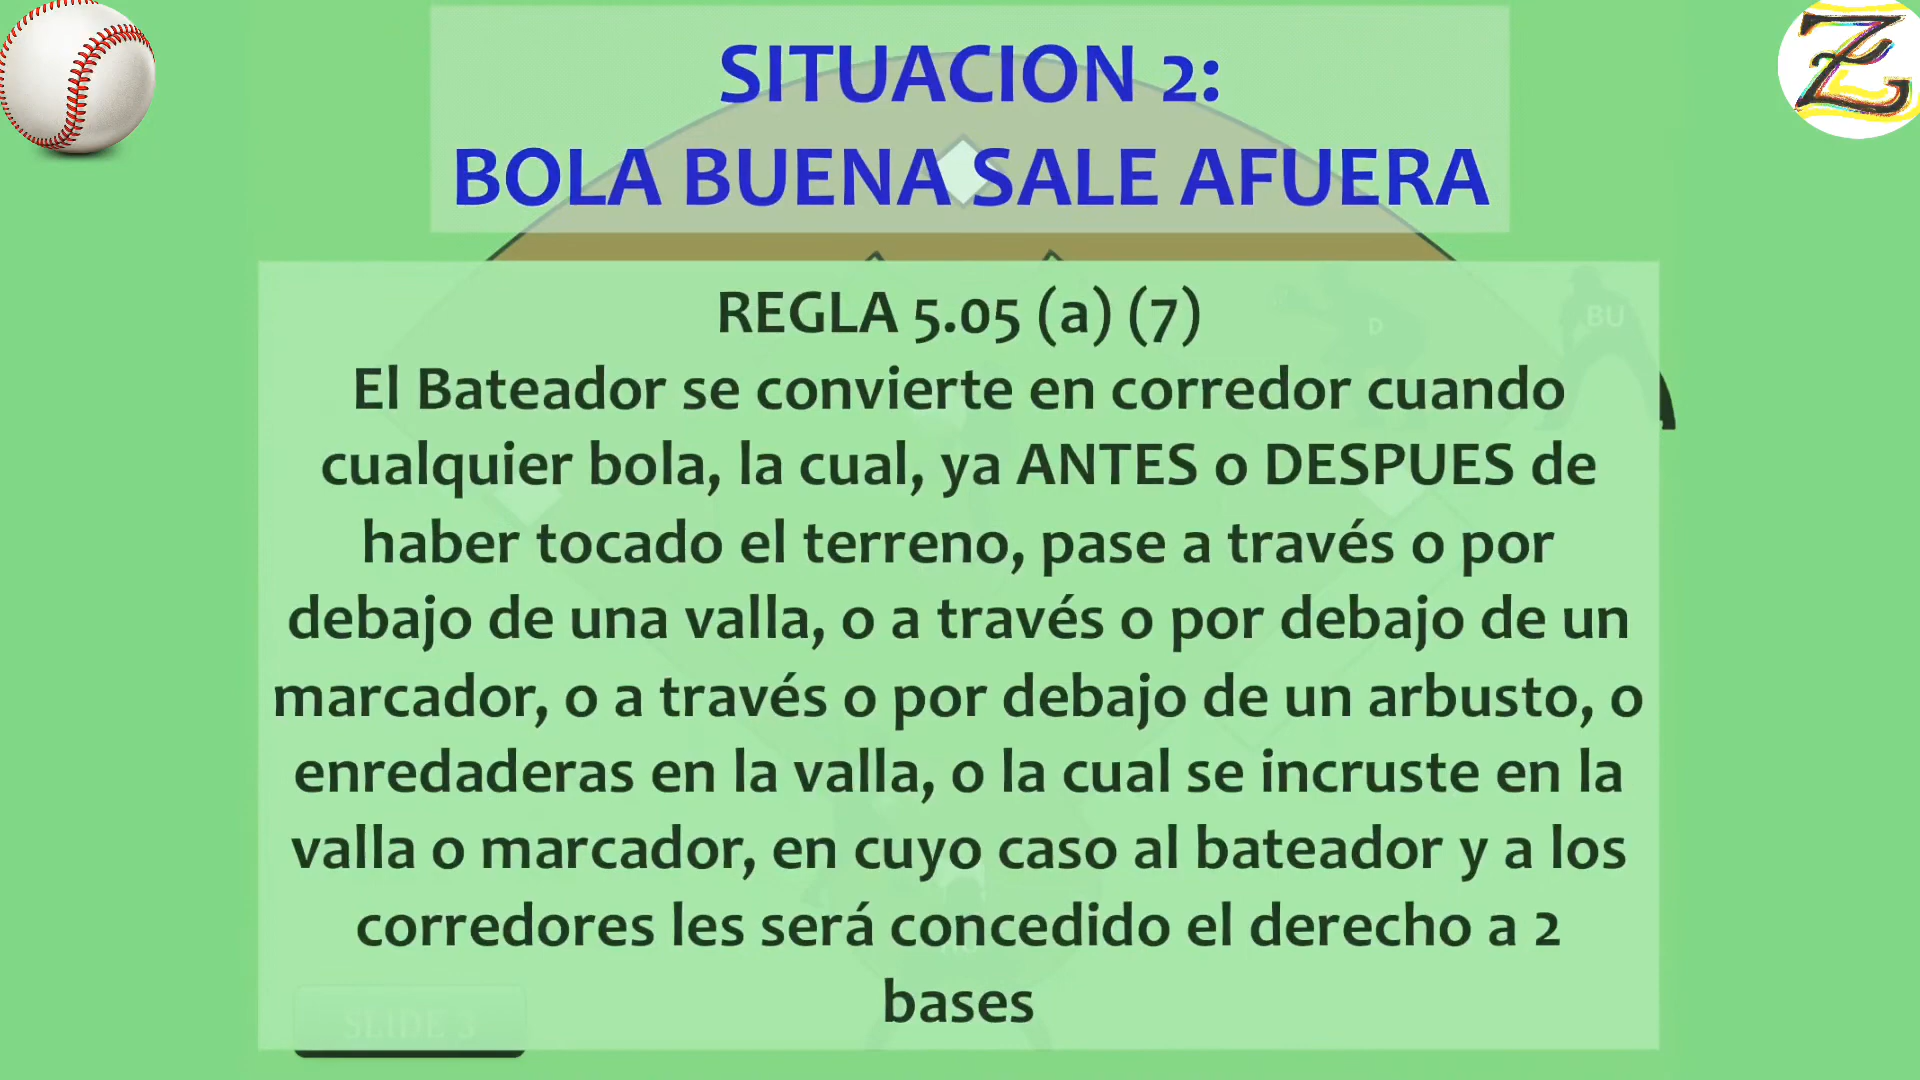 SITUACION 2:
BOLA BUENA SALE AFUERA
REGLA 5.05 (a) (7)
El Bateador se convierte en corredor cuando
cualquier bola, la cual, ya ANTES o DESPUES de
haber tocado el terreno, pase a través o por
debajo de una valla, o a través o por debajo de un
marcador, o a través o por debajo de un arbusto, o
enredaderas en la valla, o la cual se incruste en la
valla o marcador, en cuyo caso al bateador y a los
corredores les será concedido el derecho a 2
bases
BU
D
SLIDE 3
Z